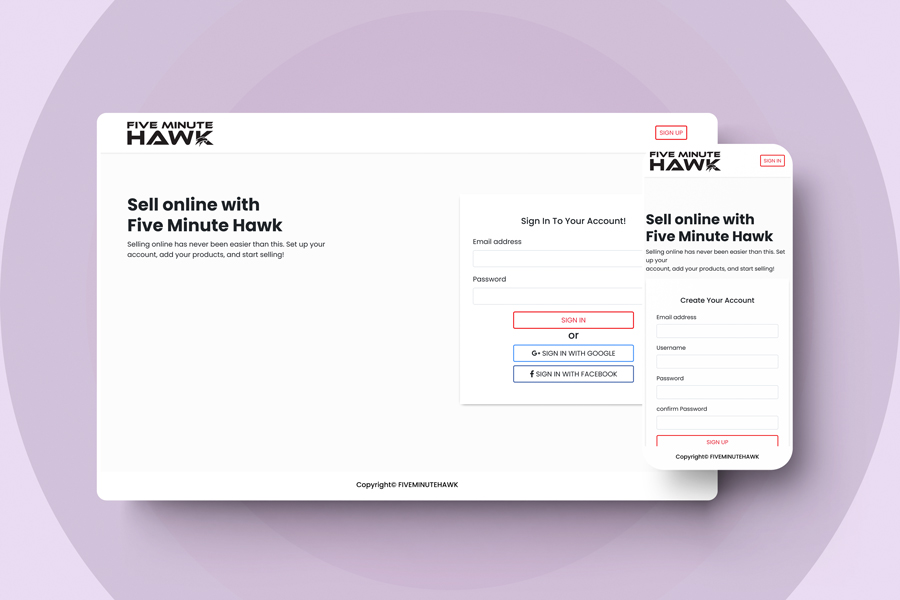 FIVE MINUTE
HAWK
SIGN UP
Sell online with
Five Minute Hawk
Selling online has never been easier than this. Set up your
account, add your products, and start selling!
Sign In To Your Account!
Email address
Password
SIGN IN
or
G+ SIGN IN WITH GOOGLE
f SIGN IN WITH FACEBOOK
Copyright© FIVEMINUTEHAWK
FIVE MINUTE
HAWK
SIGN IN
Sell online with
Five Minute Hawk
Selling online has never been easier than this. Set
up your
account, add your products, and start selling!
Create Your Account
Email address
Username
Password
confirm Password
SIGN UP
Copyright© FIVEMINUTEHAWK